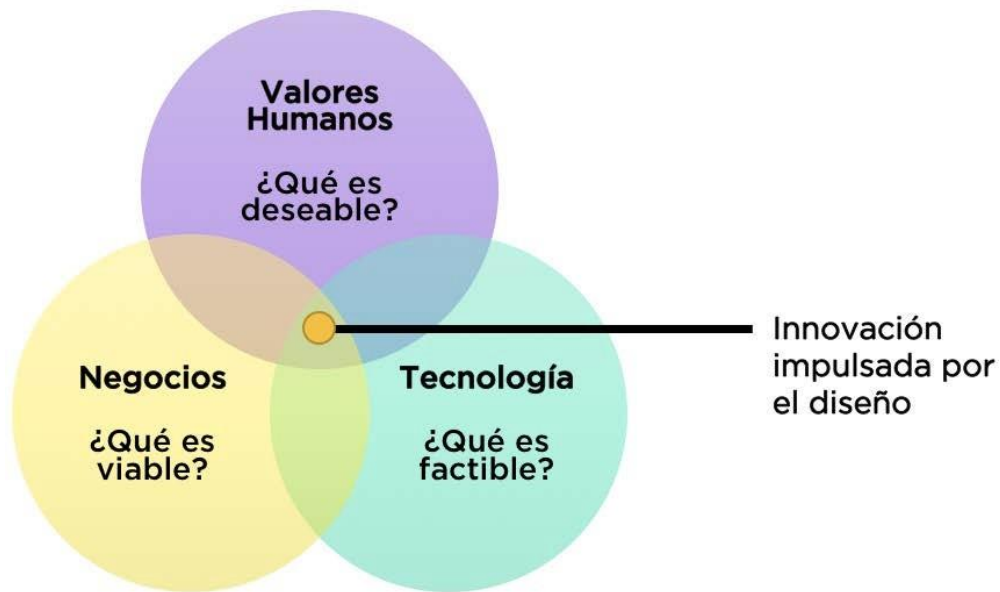 Valores
Humanos
¿Qué es
deseable?
Negocios
¿Qué es
viable?
Tecnología
¿Qué es
factible?
Innovación
impulsada por
el diseño